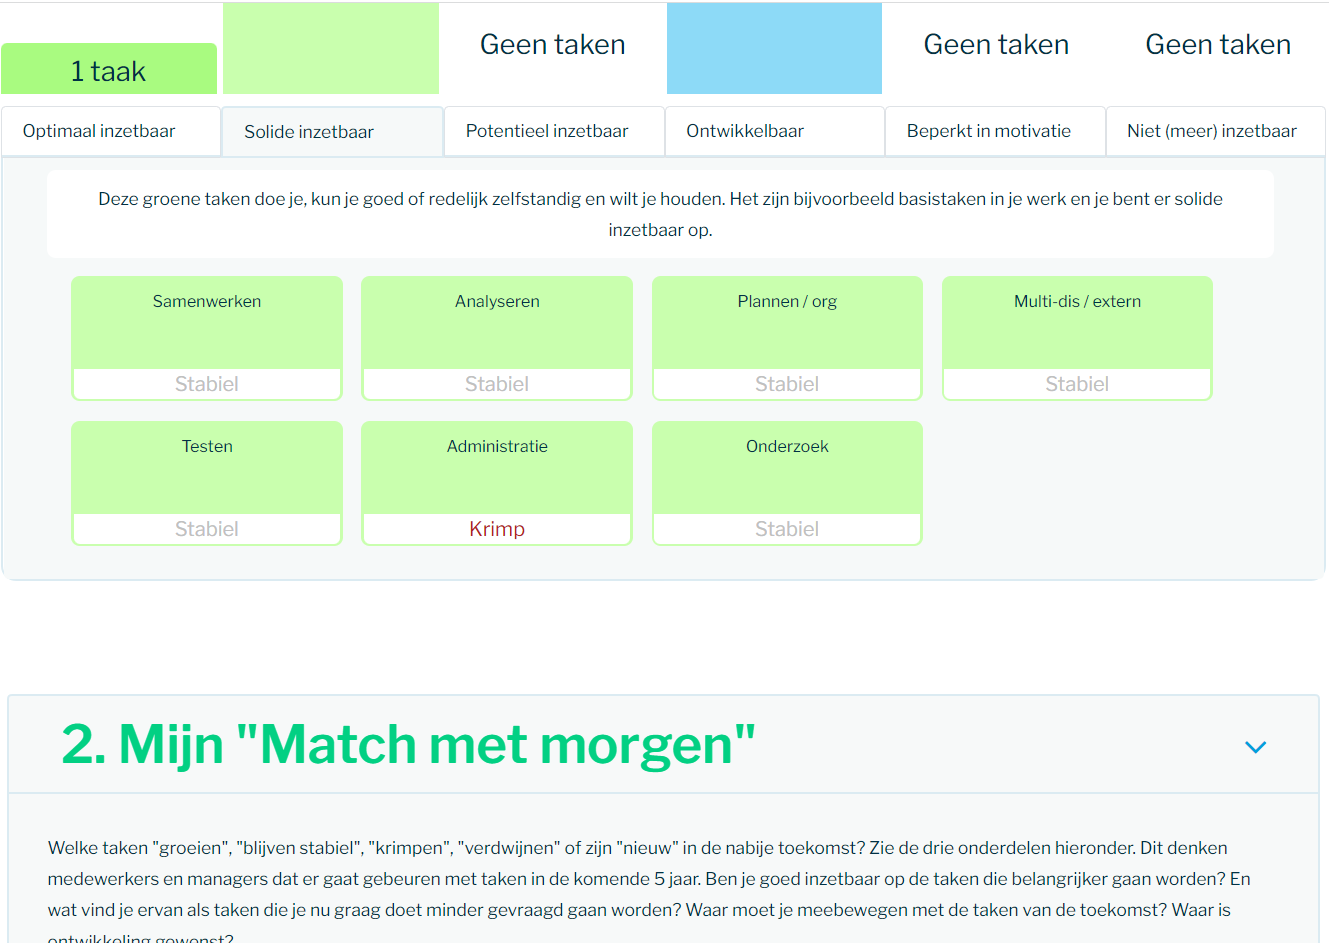 1 taak
Geen taken
Geen taken
Geen taken
Optimaal inzetbaar
Solide inzetbaar
Potentieel inzetbaar
Ontwikkelbaar
Beperkt in motivatie
Niet (meer) inzetbaar
Deze groene taken doe je, kun je goed of redelijk zelfstandig en wilt je houden. Het zijn bijvoorbeeld basistaken in je werk en je bent er solide
inzetbaar op.
Samenwerken
Stabiel
Analyseren
Stabiel
Plannen / org
Stabiel
Multi-dis / extern
Stabiel
Testen
Stabiel
Administratie
Krimp
Onderzoek
Stabiel
2. Mijn "Match met morgen"
Welke taken "groeien", "blijven stabiel", "krimpen", "verdwijnen" of zijn "nieuw" in de nabije toekomst? Zie de drie onderdelen hieronder. Dit denken
medewerkers en managers dat er gaat gebeuren met taken in de komende 5 jaar. Ben je goed inzetbaar op de taken die belangrijker gaan worden? En
wat vind je ervan als taken die je nu graag doet minder gevraagd gaan worden? Waar moet je meebewegen met de taken van de toekomst? Waar is
ontwikkeling gewenst?